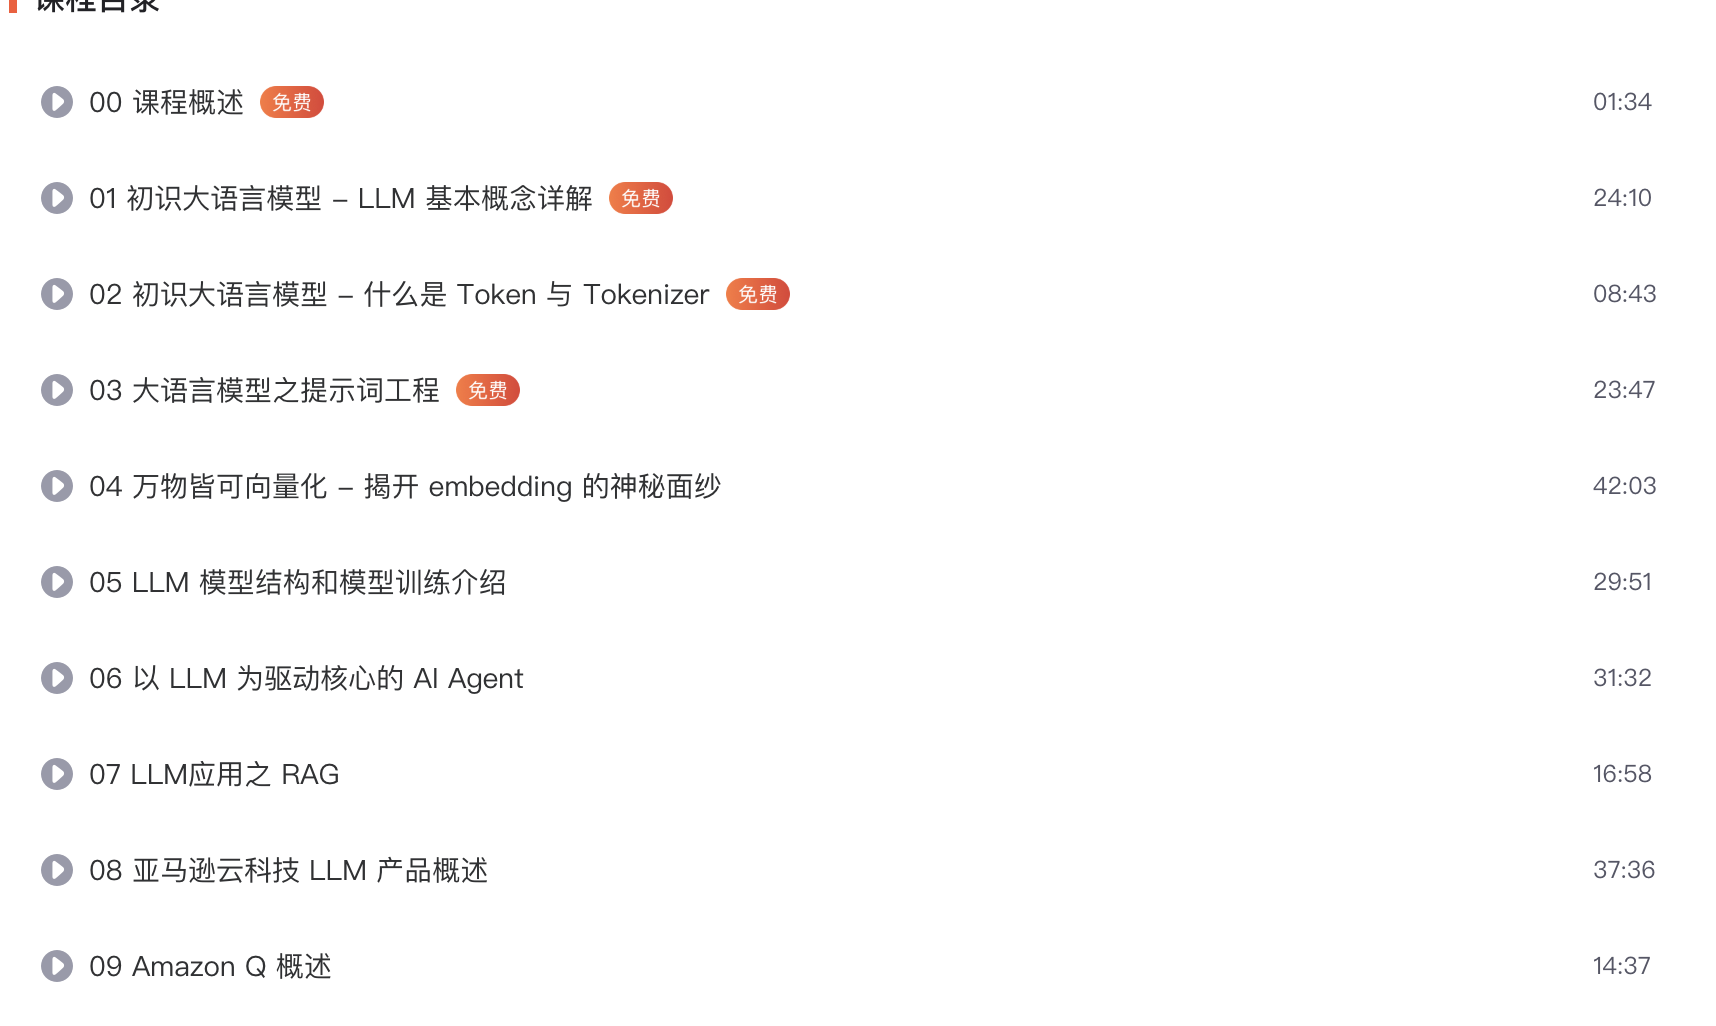 课程目录
00 课程概述 免费 01:34
01 初识大语言模型 – LLM 基本概念详解 免费 24:10
02 初识大语言模型 – 什么是 Token 与 Tokenizer 免费 08:43
03 大语言模型之提示词工程 免费 23:47
04 万物皆可向量化 – 揭开 embedding 的神秘面纱 42:03
05 LLM 模型结构和模型训练介绍 29:51
06 以 LLM 为驱动核心的 AI Agent 31:32
07 LLM应用之 RAG 16:58
08 亚马逊云科技 LLM 产品概述 37:36
09 Amazon Q 概述 14:37